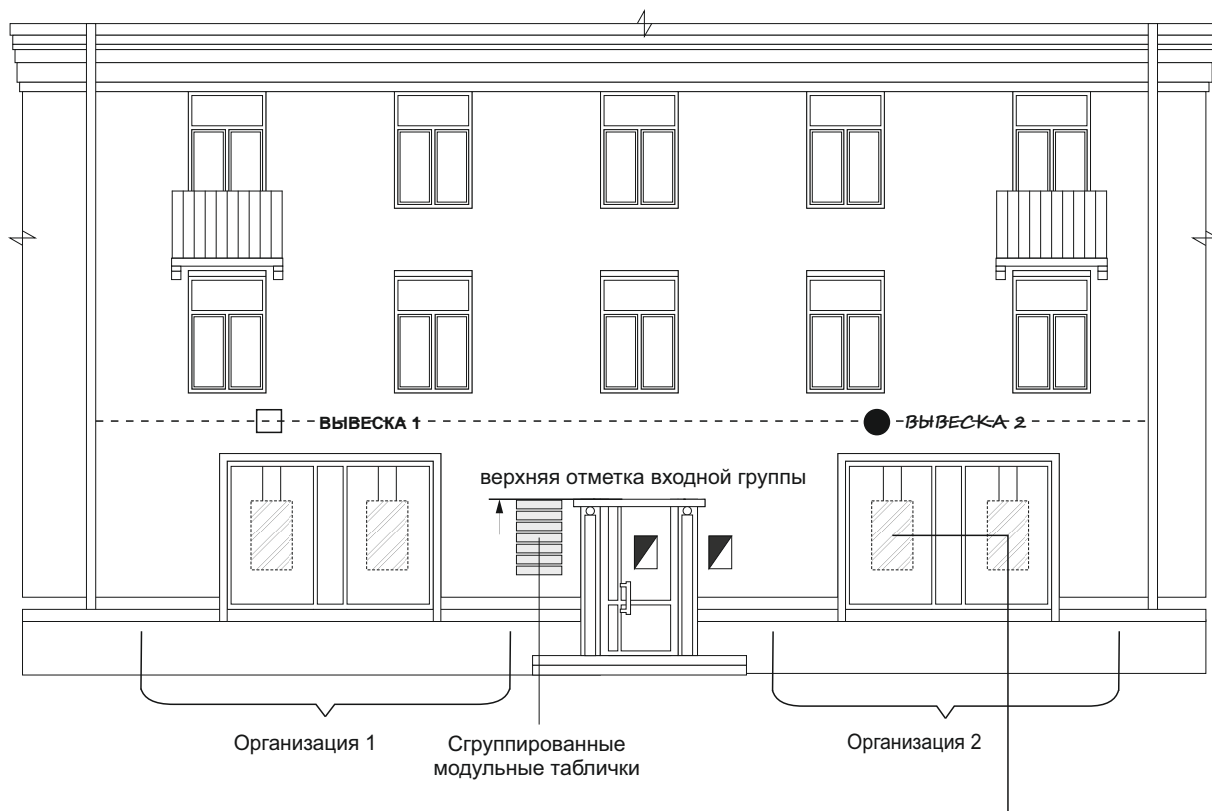 ВЫВЕСКА 1
ВЫВЕСКА 2
верхняя отметка входной группы
Организация 1
Сгруппированные
модульные таблички
Организация 2